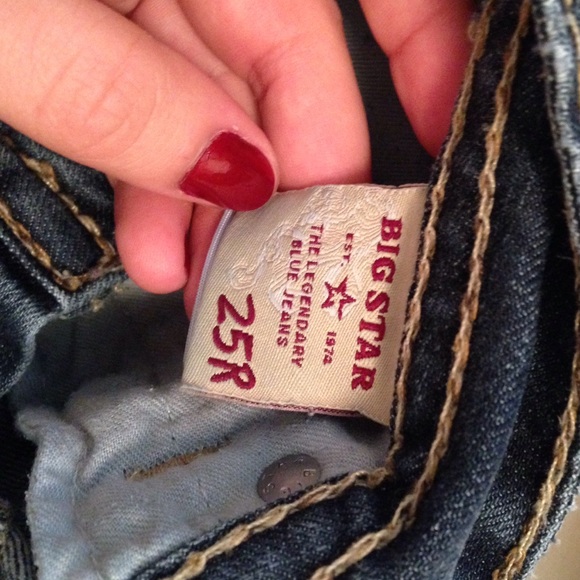 BIG STAR
EST. 1974
THE LEGENDARY
BLUE JEANS
25R